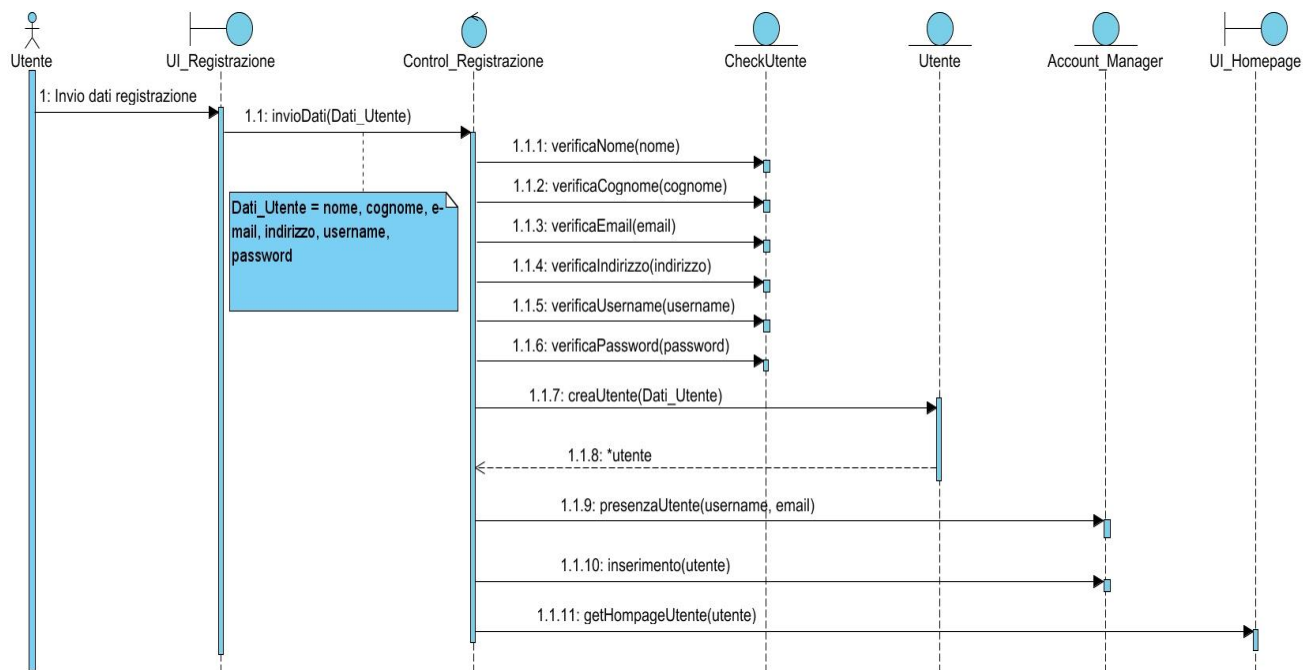 Utente
UI_Registrazione
Control_Registrazione
CheckUtente
Utente
Account_Manager
UI_Homepage
1: Invio dati registrazione
1.1: invioDati(Dati_Utente)
Dati_Utente = nome, cognome, e-
mail, indirizzo, username,
password
1.1.1: verificaNome(nome)
1.1.2: verificaCognome(cognome)
1.1.3: verificaEmail(email)
1.1.4: verificaIndirizzo(indirizzo)
1.1.5: verificaUsername(username)
1.1.6: verificaPassword(password)
1.1.7: creaUtente(Dati_Utente)
1.1.8: *utente
1.1.9: presenzaUtente(username, email)
1.1.10: inserimento(utente)
1.1.11: getHompageUtente(utente)